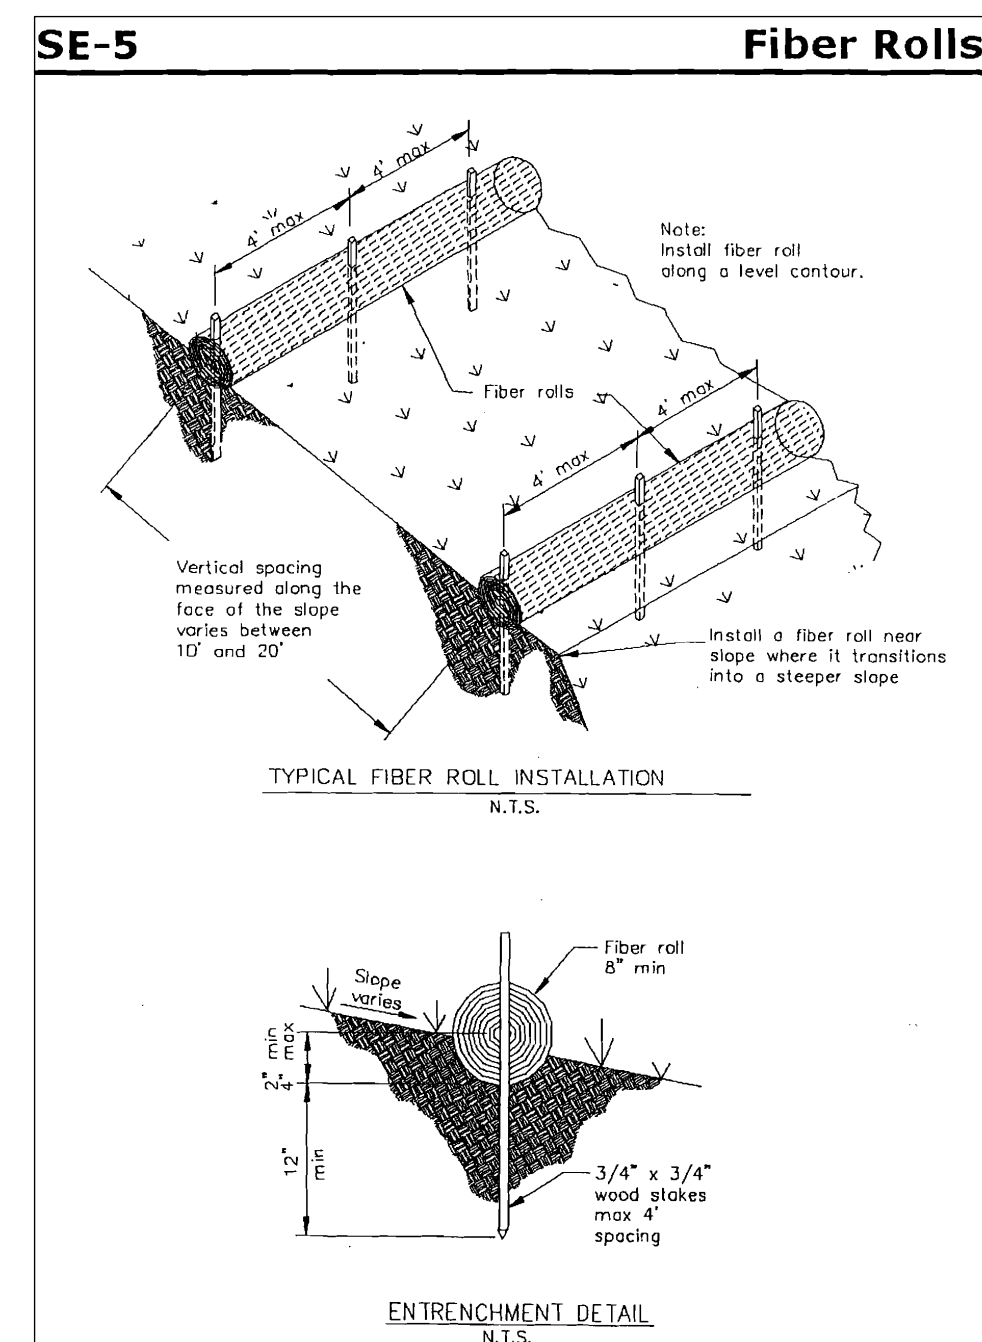 SE-5
Fiber Rolls
4' max
4' max
Note:
Install fiber roll
along a level contour.
Fiber rolls
4' max
4' max
Vertical spacing
measured along the
face of the slope
varies between
10' and 20'
Install a fiber roll near
slope where it transitions
into a steeper slope
TYPICAL FIBER ROLL INSTALLATION
N.T.S.
Fiber roll
8" min
Slope
varies
2" min
4" max
12"
min
3/4" x 3/4"
wood stakes
max 4'
spacing
ENTRENCHMENT DETAIL
N.T.S.